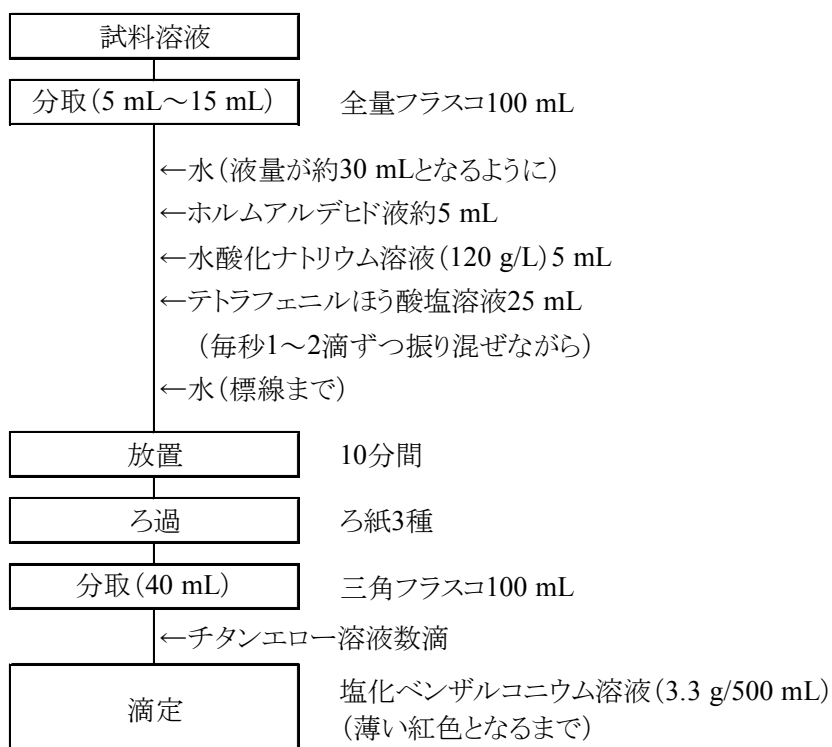 試料溶液
分取(5 mL～15 mL) 全量フラスコ100 mL
←水(液量が約30 mLとなるように)
←ホルムアルデヒド液約5 mL
←水酸化ナトリウム溶液(120 g/L)5 mL
←テトラフェニルほう酸塩溶液25 mL
(毎秒1～2滴ずつ振り混ぜながら)
←水(標線まで)
放置 10分間
ろ過 ろ紙3種
分取(40 mL) 三角フラスコ100 mL
←チタンエロー溶液数滴
滴定 塩化ベンザルコニウム溶液(3.3 g/500 mL)
(薄い紅色となるまで)